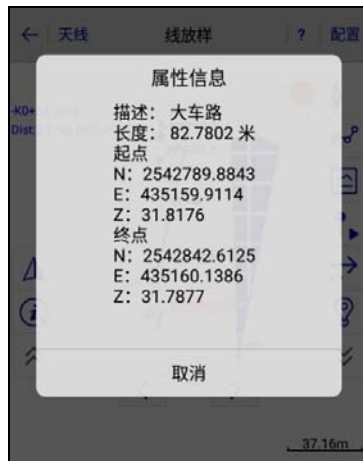 天线
线放样
?
配置
-K0+
Dist:
属性信息
描述： 大车路
长度： 82.7802 米
起点
N： 2542789.8843
E： 435159.9114
Z： 31.8176
终点
N： 2542842.6125
E： 435160.1386
Z： 31.7877
取消
37.16m